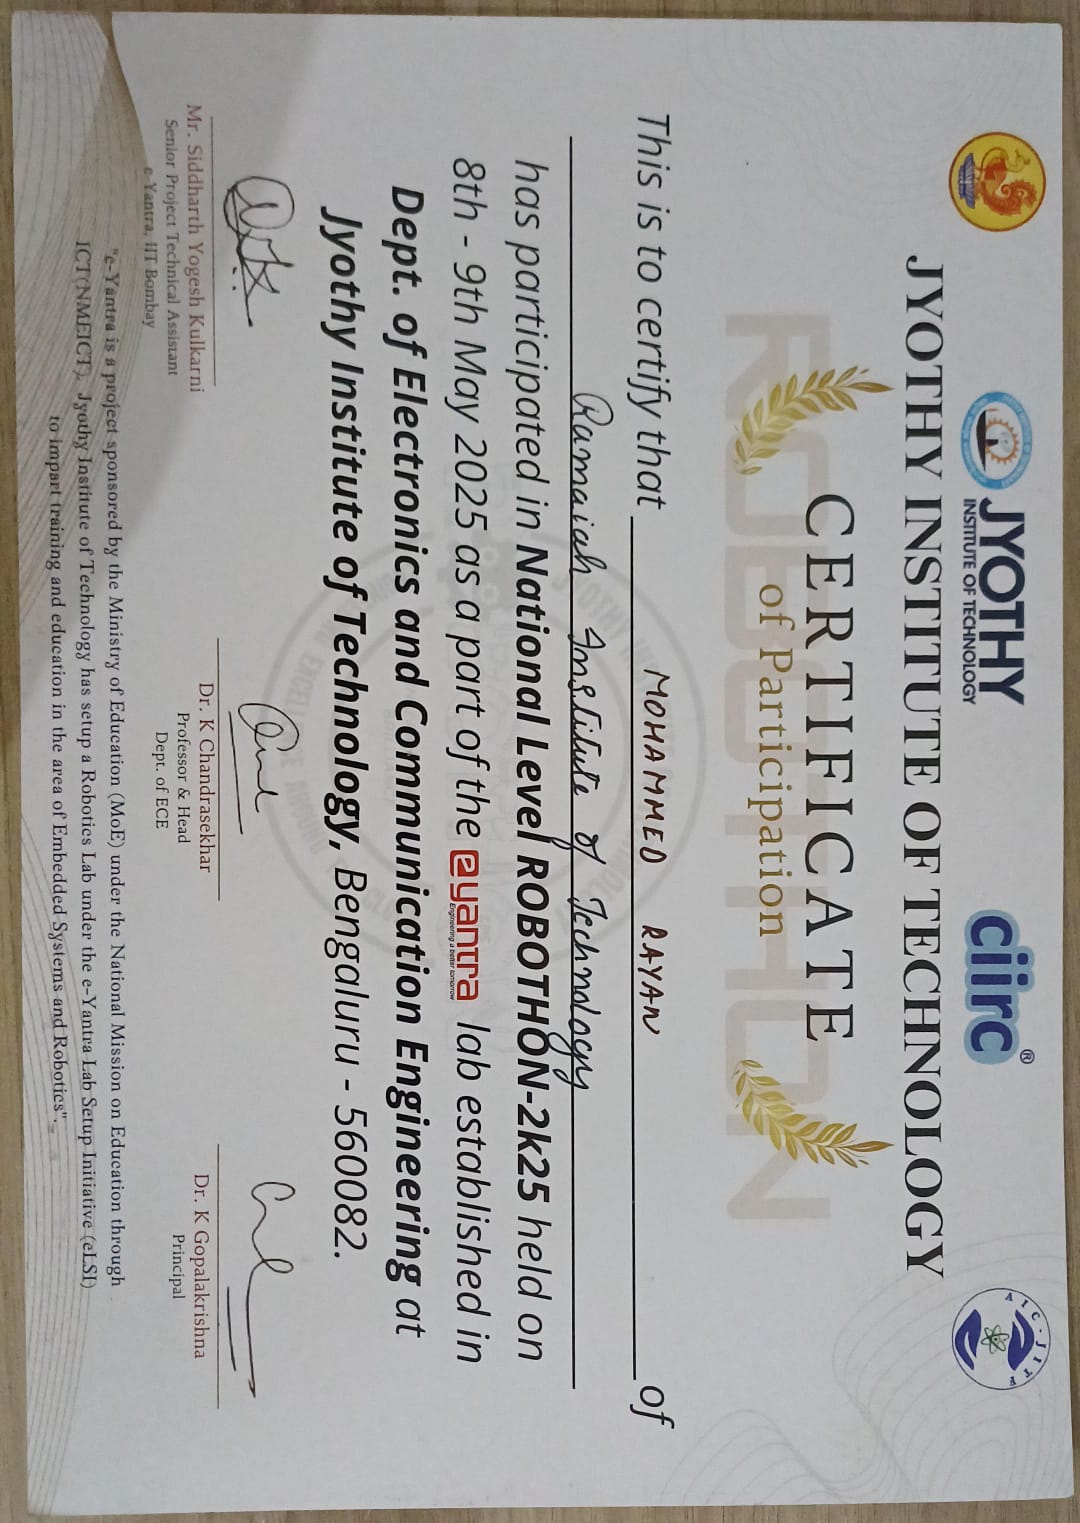 JYOTHY
INSTITUTE OF TECHNOLOGY
ciirc®
AIC-JITF
JYOTHY INSTITUTE OF TECHNOLOGY
ROBOTHON
CERTIFICATE
of Participation
This is to certify that MOHAMMED RAYAN of
Ramaiah Institute of Technology
has participated in National Level ROBOTHON-2k25 held on
8th - 9th May 2025 as a part of the eyantra lab established in
Engineering a better tomorrow
Dept. of Electronics and Communication Engineering at
Jyothy Institute of Technology, Bengaluru - 560082.
Mr. Siddharth Yogesh Kulkarni
Senior Project Technical Assistant
e-Yantra, IIT Bombay
Dr. K Chandrasekhar
Professor & Head
Dept. of ECE
Dr. K Gopalakrishna
Principal
"e-Yantra is a project sponsored by the Ministry of Education (MoE) under the National Mission on Education through
ICT(NMEICT), Jyothy Institute of Technology has setup a Robotics Lab under the e-Yantra Lab Setup Initiative (eLSI)
to impart training and education in the area of Embedded Systems and Robotics".